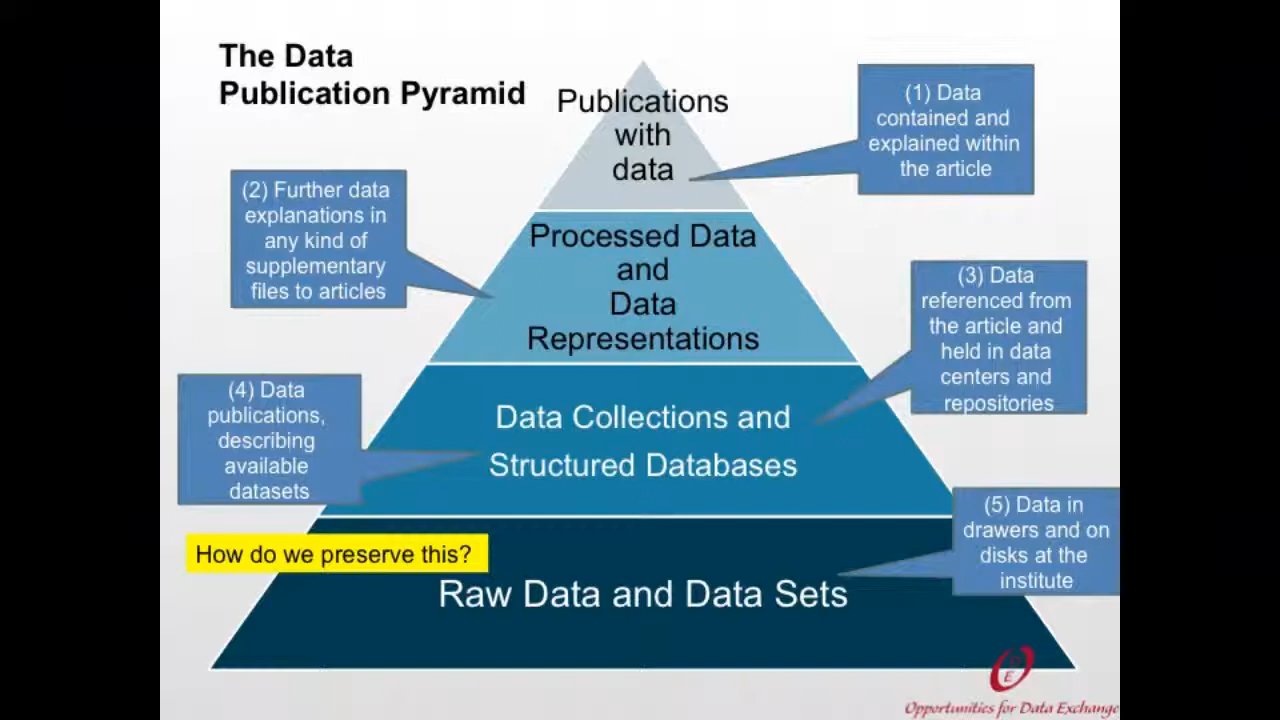 The Data
Publication Pyramid
Publications
with
data
(1) Data
contained and
explained within
the article
(2) Further data
explanations in
any kind of
supplementary
files to articles
Processed Data
and
Data
Representations
(3) Data
referenced from
the article and
held in data
centers and
repositories
(4) Data
publications,
describing
available
datasets
Data Collections and
Structured Databases
(5) Data in
drawers and on
disks at the
institute
How do we preserve this?
Raw Data and Data Sets
ODE
Opportunities for Data Exchange